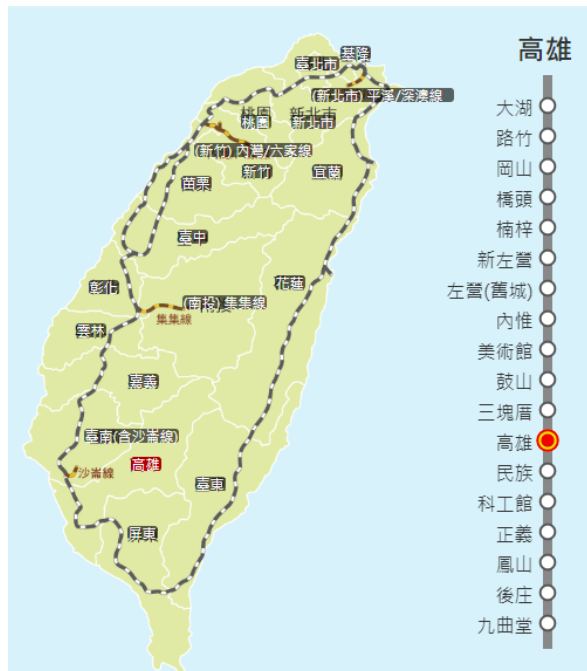 高雄
基隆
臺北市
(新北市) 平溪/深澳線
桃園
新北市
桃園
新北市
(新竹) 內灣/六家線
新竹
宜蘭
苗栗
臺中
花蓮
彰化
(南投) 集集線
集集線
雲林
嘉義
臺南(含沙崙線)
高雄
沙崙線
臺東
屏東
大湖
路竹
岡山
橋頭
楠梓
新左營
左營(舊城)
內惟
美術館
鼓山
三塊厝
高雄
民族
科工館
正義
鳳山
後庄
九曲堂